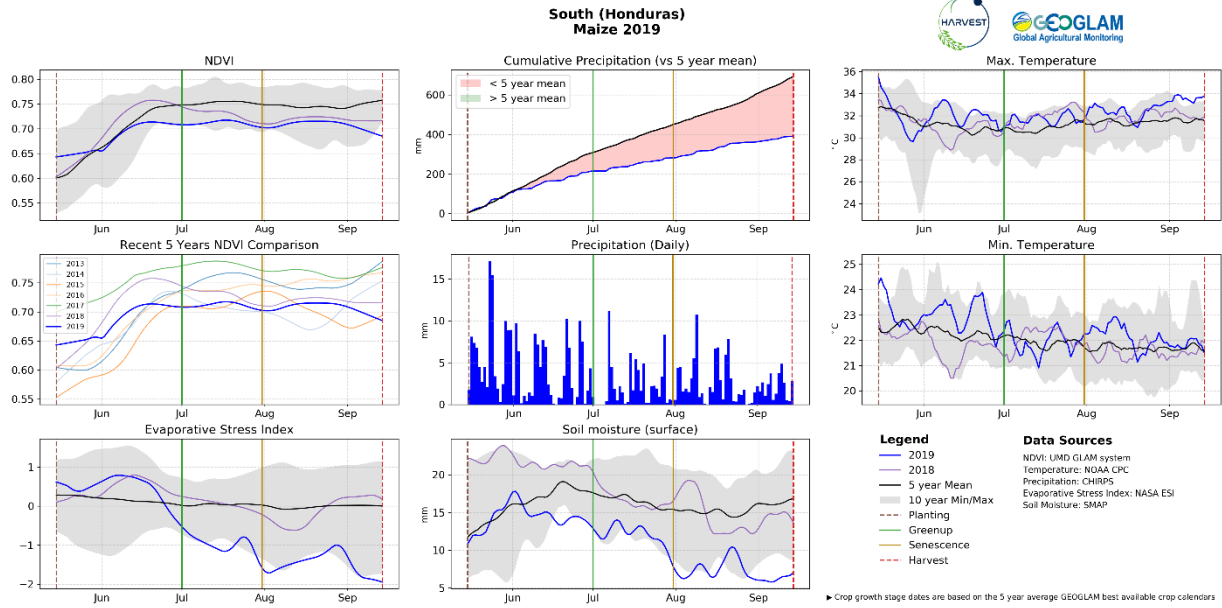 South (Honduras)
Maize 2019
HARVEST
GEOGLAM
Global Agricultural Monitoring
NDVI
0.80
0.75
0.70
0.65
0.60
0.55
Jun
Jul
Aug
Sep
Cumulative Precipitation (vs 5 year mean)
< 5 year mean
> 5 year mean
mm
600
400
200
0
Jun
Jul
Aug
Sep
Max. Temperature
°C
36
34
32
30
28
26
24
22
Jun
Jul
Aug
Sep
Recent 5 Years NDVI Comparison
2013
2014
2015
2016
2017
2018
2019
0.75
0.70
0.65
0.60
0.55
Jun
Jul
Aug
Sep
Precipitation (Daily)
mm
15
10
5
0
Jun
Jul
Aug
Sep
Min. Temperature
°C
25
24
23
22
21
20
Jun
Jul
Aug
Sep
Evaporative Stress Index
1
0
−1
−2
Jun
Jul
Aug
Sep
Soil moisture (surface)
mm
20
15
10
5
Jun
Jul
Aug
Sep
Legend
2019
2018
5 year Mean
10 year Min/Max
Planting
Greenup
Senescence
Harvest
Data Sources
NDVI: UMD GLAM system
Temperature: NOAA CPC
Precipitation: CHIRPS
Evaporative Stress Index: NASA ESI
Soil Moisture: SMAP
▶ Crop growth stage dates are based on the 5 year average GEOGLAM best available crop calendars